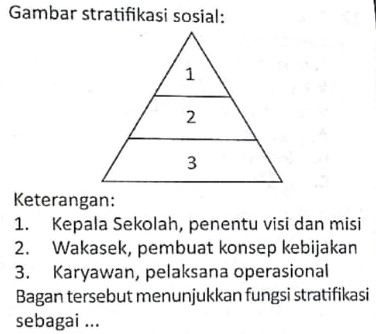 Gambar stratifikasi sosial:
1
2
3
Keterangan:
1. Kepala Sekolah, penentu visi dan misi
2. Wakasek, pembuat konsep kebijakan
3. Karyawan, pelaksana operasional
Bagan tersebut menunjukkan fungsi stratifikasi
sebagai ...